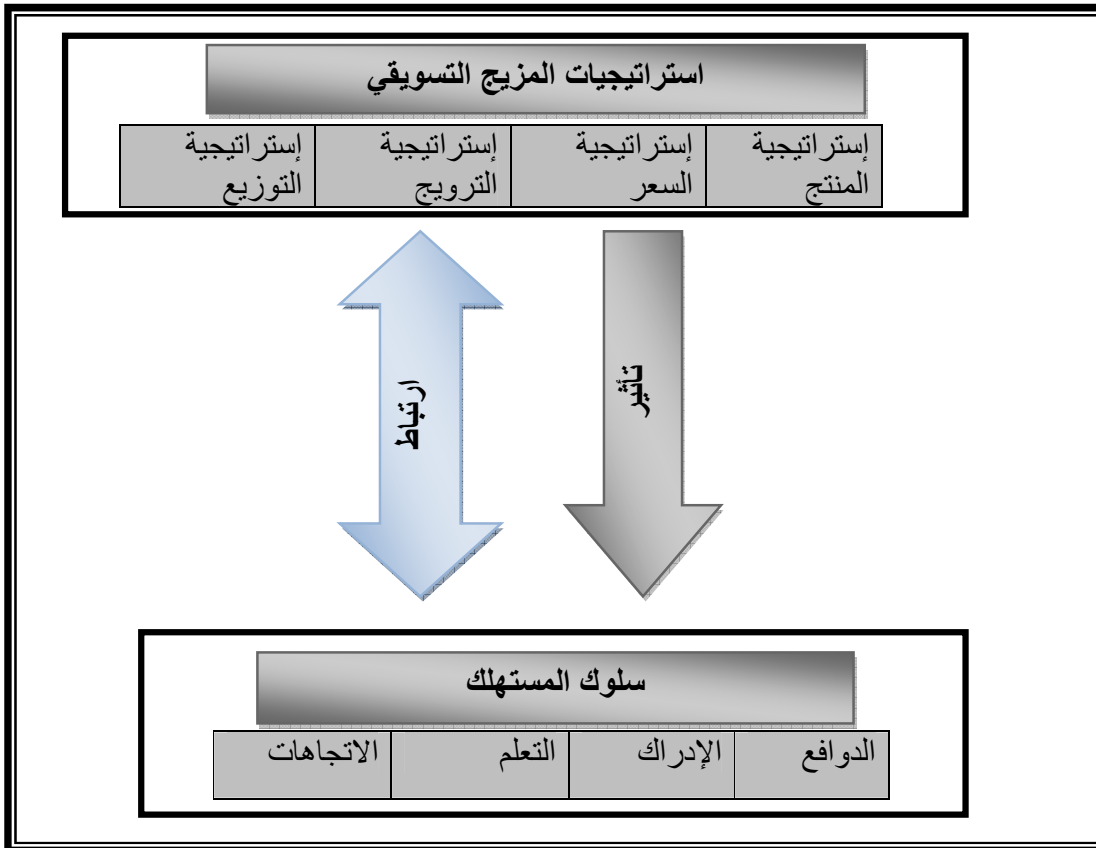 استراتيجيات المزيج التسويقي
إستراتيجية
المنتج
إستراتيجية
السعر
إستراتيجية
الترويج
إستراتيجية
التوزيع
تأثير
ارتباط
سلوك المستهلك
الدوافع
الإدراك
التعلم
الاتجاهات